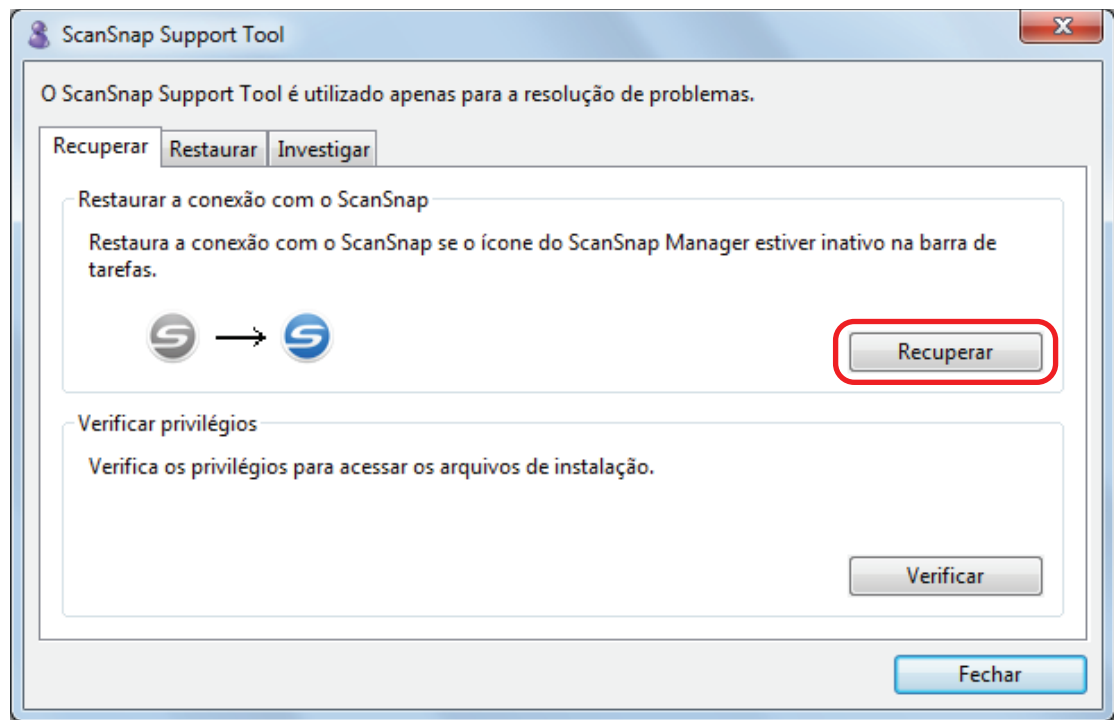 ScanSnap Support Tool
O ScanSnap Support Tool é utilizado apenas para a resolução de problemas.
Recuperar Restaurar Investigar
Restaurar a conexão com o ScanSnap
Restaura a conexão com o ScanSnap se o ícone do ScanSnap Manager estiver inativo na barra de
tarefas.
Recuperar
Verificar privilégios
Verifica os privilégios para acessar os arquivos de instalação.
Verificar
Fechar